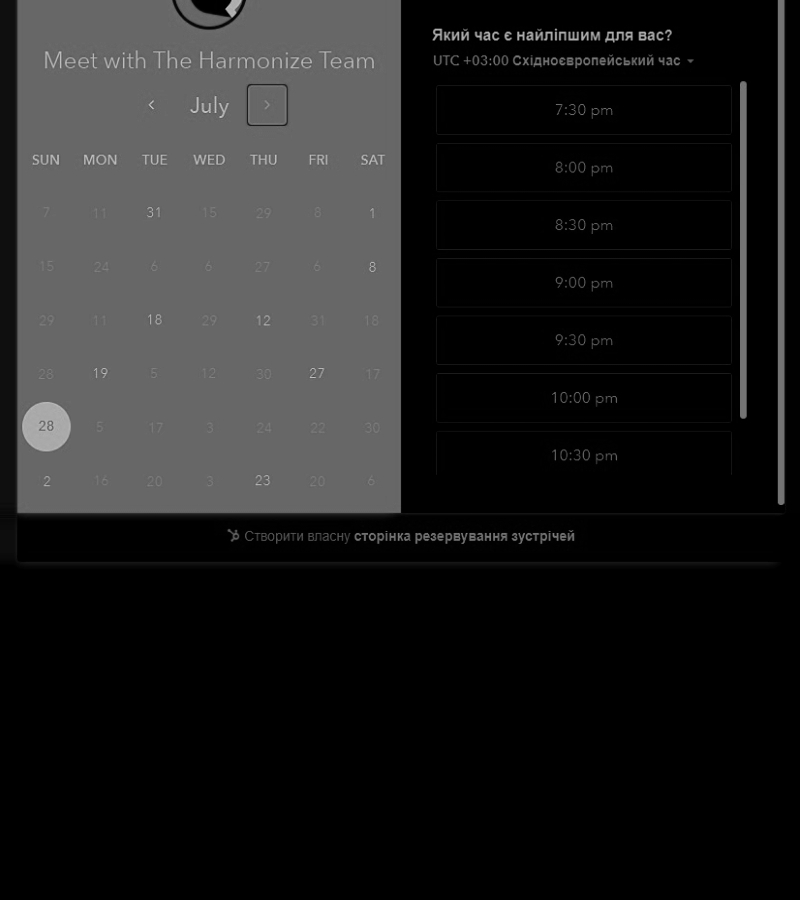 Meet with The Harmonize Team
July
SUN MON TUE WED THU FRI SAT
7 11 31 15 29 8 1
15 24 6 6 27 6 8
29 11 18 29 12 31 18
28 19 5 12 30 27 17
28 5 17 3 24 22 30
2 16 20 3 23 20 6
Який час є найліпшим для вас?
UTC +03:00 Східноєвропейський час
7:30 pm
8:00 pm
8:30 pm
9:00 pm
9:30 pm
10:00 pm
10:30 pm
Створити власну сторінка резервування зустрічей